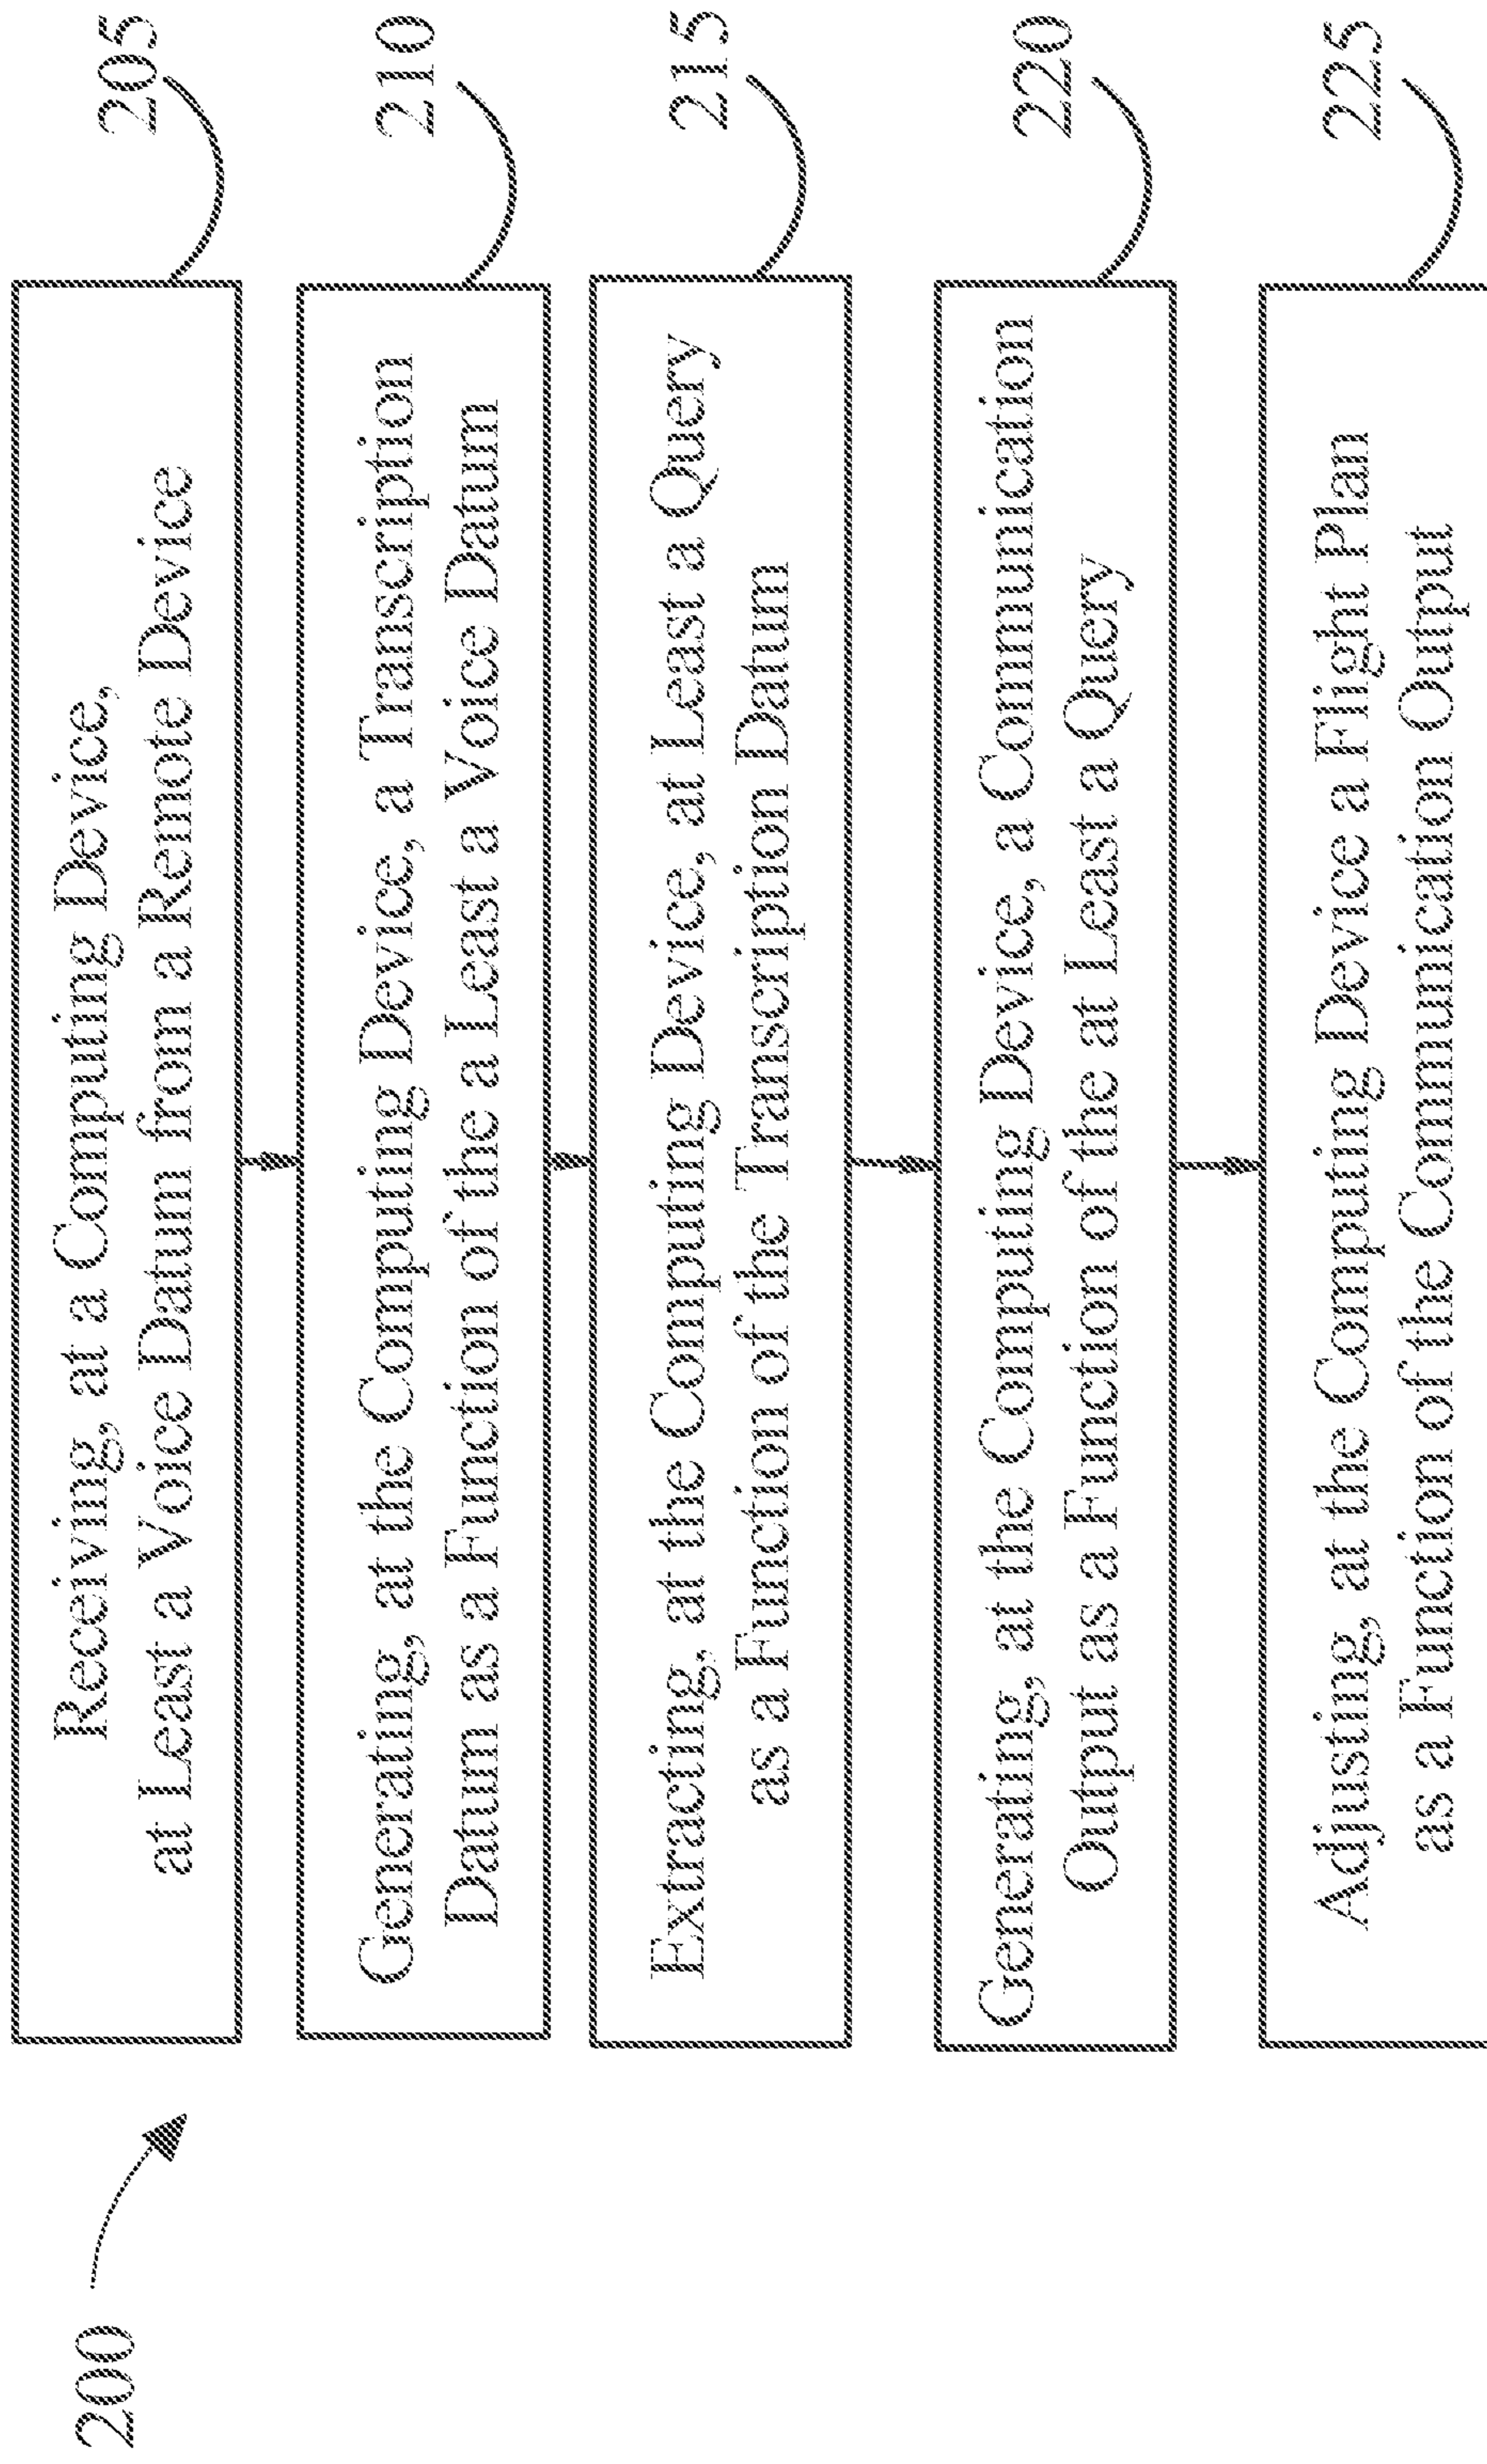 200
Receiving, at a Computing Device,
at Least a Voice Datum from a Remote Device
205
Generating, at the Computing Device, a Transcription
Datum as a Function of the a Least a Voice Datum
210
Extracting, at the Computing Device, at Least a Query
as a Function of the Transcription Datum
215
Generating, at the Computing Device, a Communication
Output as a Function of the at Least a Query
220
Adjusting, at the Computing Device a Flight Plan
as a Function of the Communication Output
225